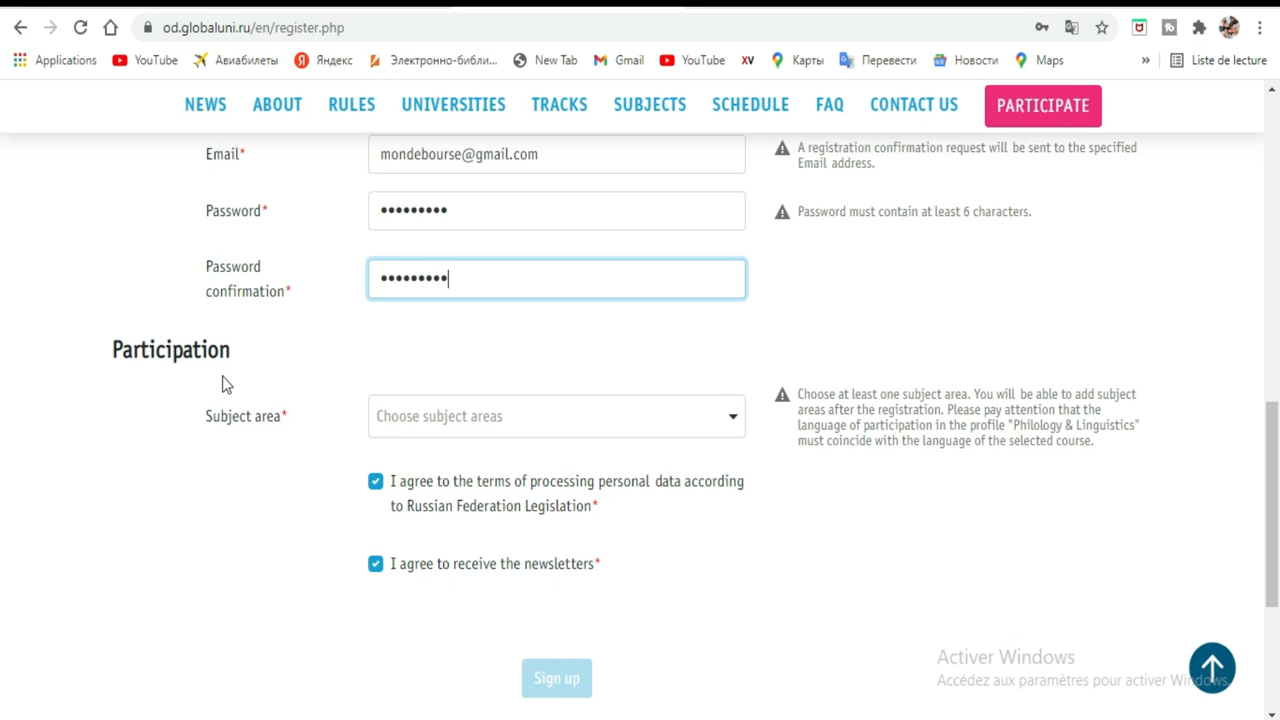 od.globaluni.ru/en/register.php
Applications YouTube Авиабилеты Яндекс Электронно-библи... New Tab Gmail YouTube XV Карты Перевести Новости Maps » Liste de lecture
NEWS ABOUT RULES UNIVERSITIES TRACKS SUBJECTS SCHEDULE FAQ CONTACT US PARTICIPATE
Email* mondebourse@gmail.com
A registration confirmation request will be sent to the specified
Email address.
Password* •••••••••
Password must contain at least 6 characters.
Password
confirmation* •••••••••
Participation
Subject area* Choose subject areas
Choose at least one subject area. You will be able to add subject
areas after the registration. Please pay attention that the
language of participation in the profile "Philology & Linguistics"
must coincide with the language of the selected course.
I agree to the terms of processing personal data according
to Russian Federation Legislation*
I agree to receive the newsletters*
Sign up
Activer Windows
Accédez aux paramètres pour activer Windows.